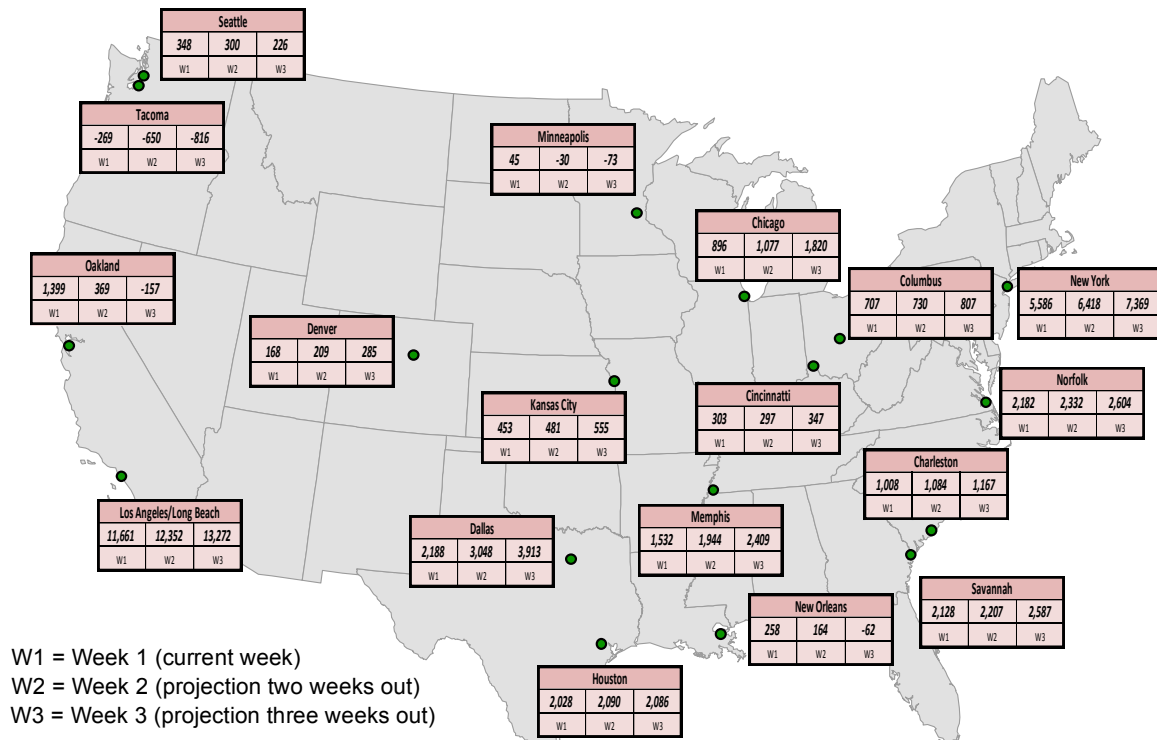 Seattle
348 300 226
W1 W2 W3
Tacoma
-269 -650 -816
W1 W2 W3
Minneapolis
45 -30 -73
W1 W2 W3
Chicago
896 1,077 1,820
W1 W2 W3
Oakland
1,399 369 -157
W1 W2 W3
Columbus
707 730 807
W1 W2 W3
New York
5,586 6,418 7,369
W1 W2 W3
Denver
168 209 285
W1 W2 W3
Norfolk
2,182 2,332 2,604
W1 W2 W3
Kansas City
453 481 555
W1 W2 W3
Cincinnatti
303 297 347
W1 W2 W3
Charleston
1,008 1,084 1,167
W1 W2 W3
Los Angeles/Long Beach
11,661 12,352 13,272
W1 W2 W3
Dallas
2,188 3,048 3,913
W1 W2 W3
Memphis
1,532 1,944 2,409
W1 W2 W3
Savannah
2,128 2,207 2,587
W1 W2 W3
New Orleans
258 164 -62
W1 W2 W3
Houston
2,028 2,090 2,086
W1 W2 W3
W1 = Week 1 (current week)
W2 = Week 2 (projection two weeks out)
W3 = Week 3 (projection three weeks out)